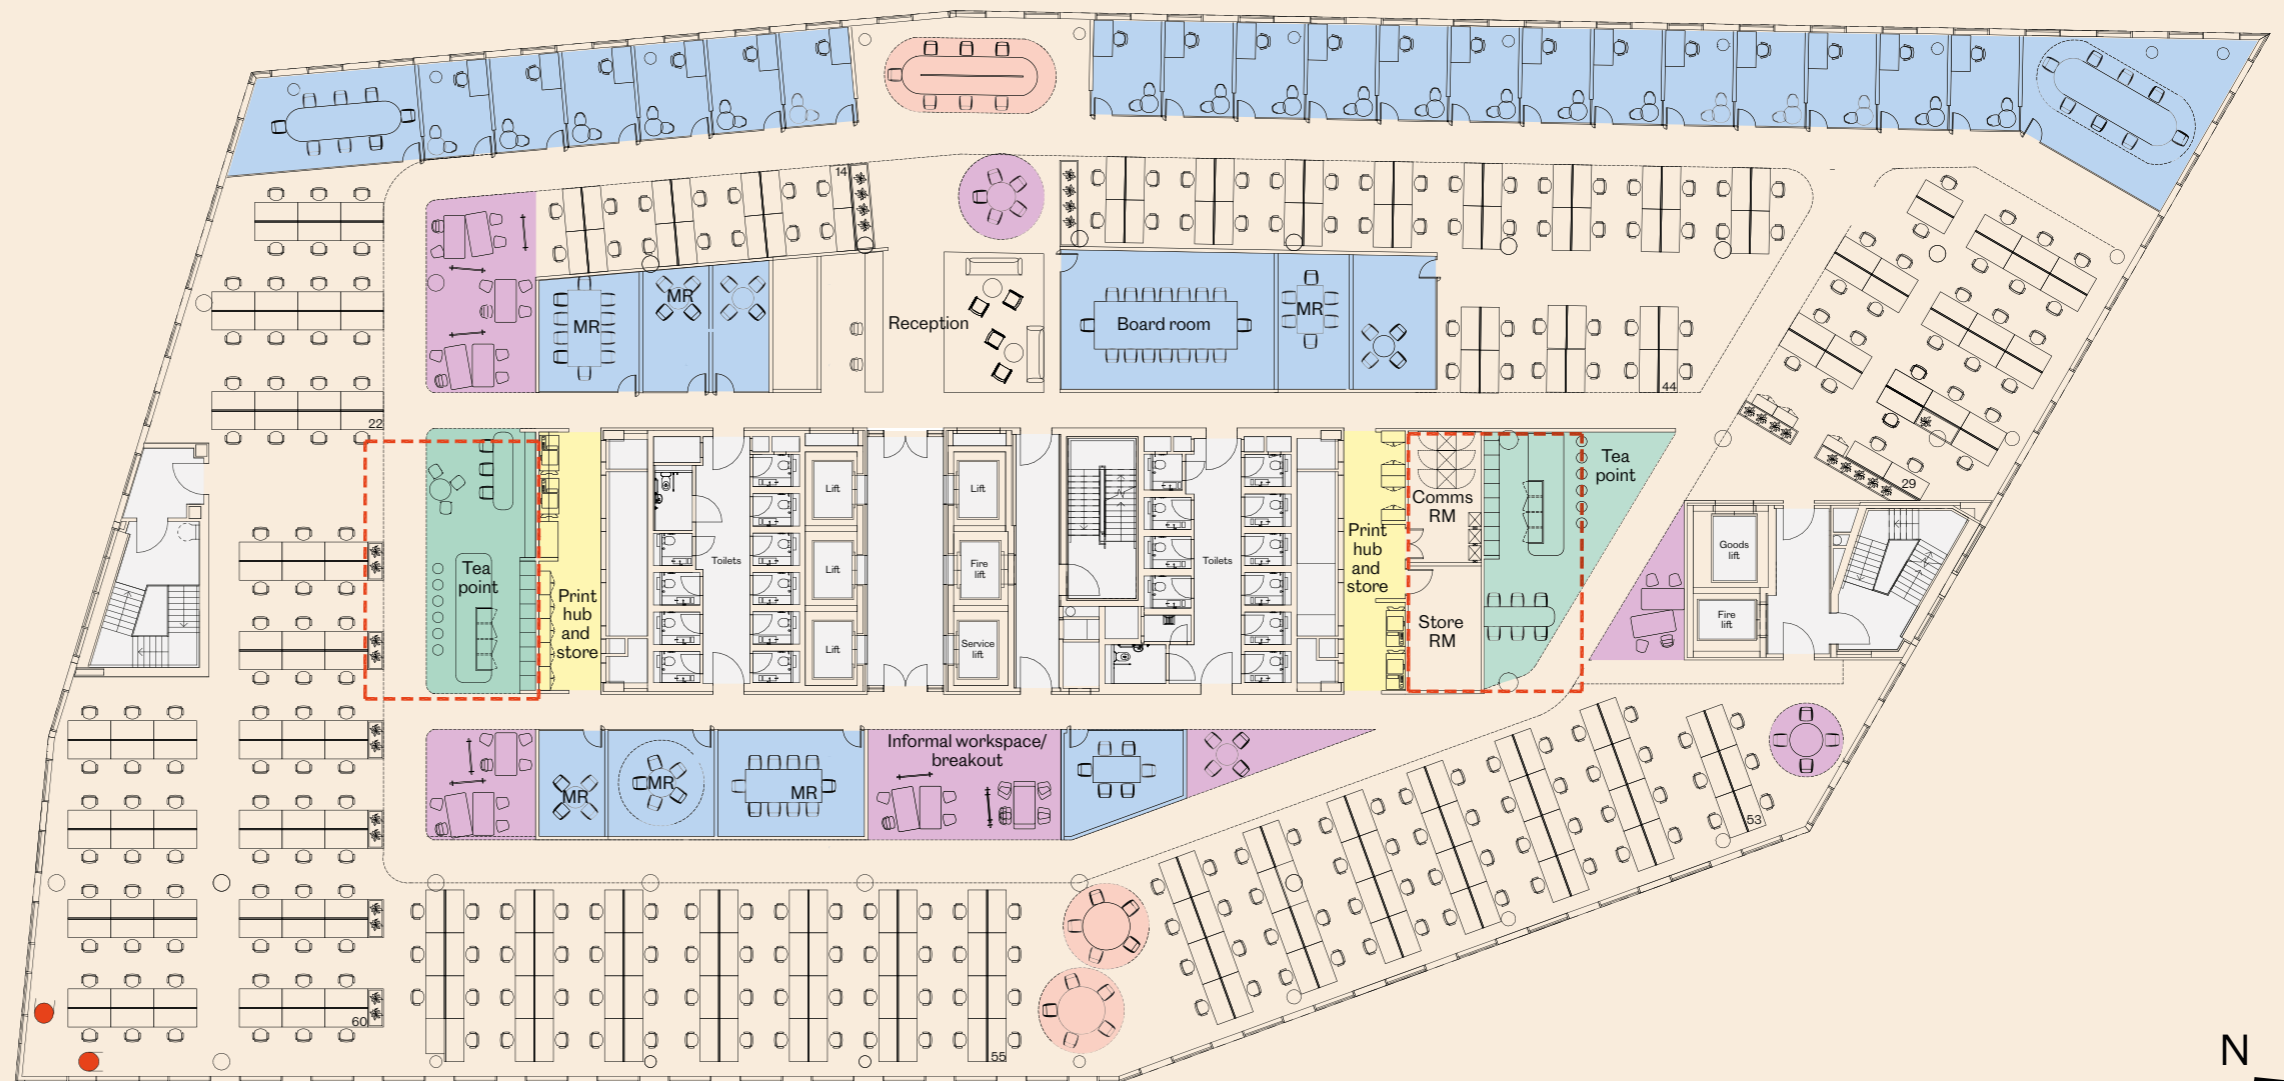 14
MR
MR
Reception
Board room
MR
44
22
29
Tea
point
Print
hub
and
store
Toilets
Lift
Lift
Lift
Lift
Fire
lift
Service
lift
Toilets
Print
hub
and
store
Comms
RM
Store
RM
Tea
point
Goods
lift
Fire
lift
MR
MR
MR
Informal workspace/
breakout
53
60
55
N